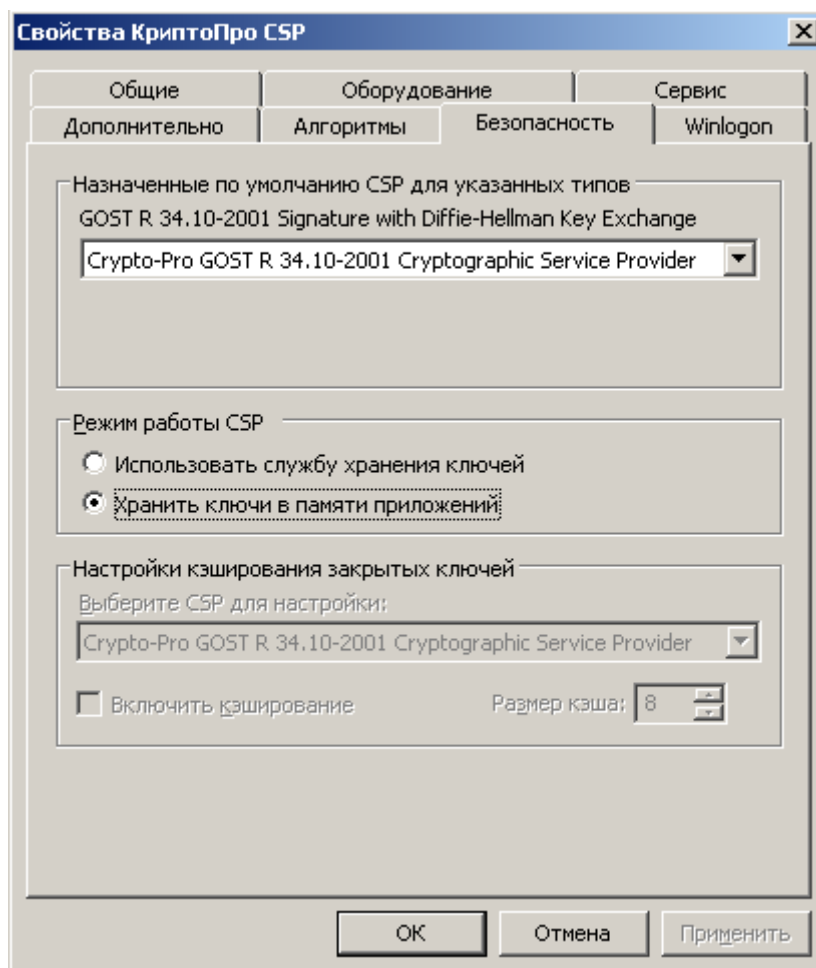 Свойства КриптоПро CSP
Общие Оборудование Сервис
Дополнительно Алгоритмы Безопасность Winlogon
Назначенные по умолчанию CSP для указанных типов
GOST R 34.10-2001 Signature with Diffie-Hellman Key Exchange
Crypto-Pro GOST R 34.10-2001 Cryptographic Service Provider
Режим работы CSP
Использовать службу хранения ключей
Хранить ключи в памяти приложений
Настройки кэширования закрытых ключей
Выберите CSP для настройки:
Crypto-Pro GOST R 34.10-2001 Cryptographic Service Provider
Включить кэширование Размер кэша: 8
ОК Отмена Применить